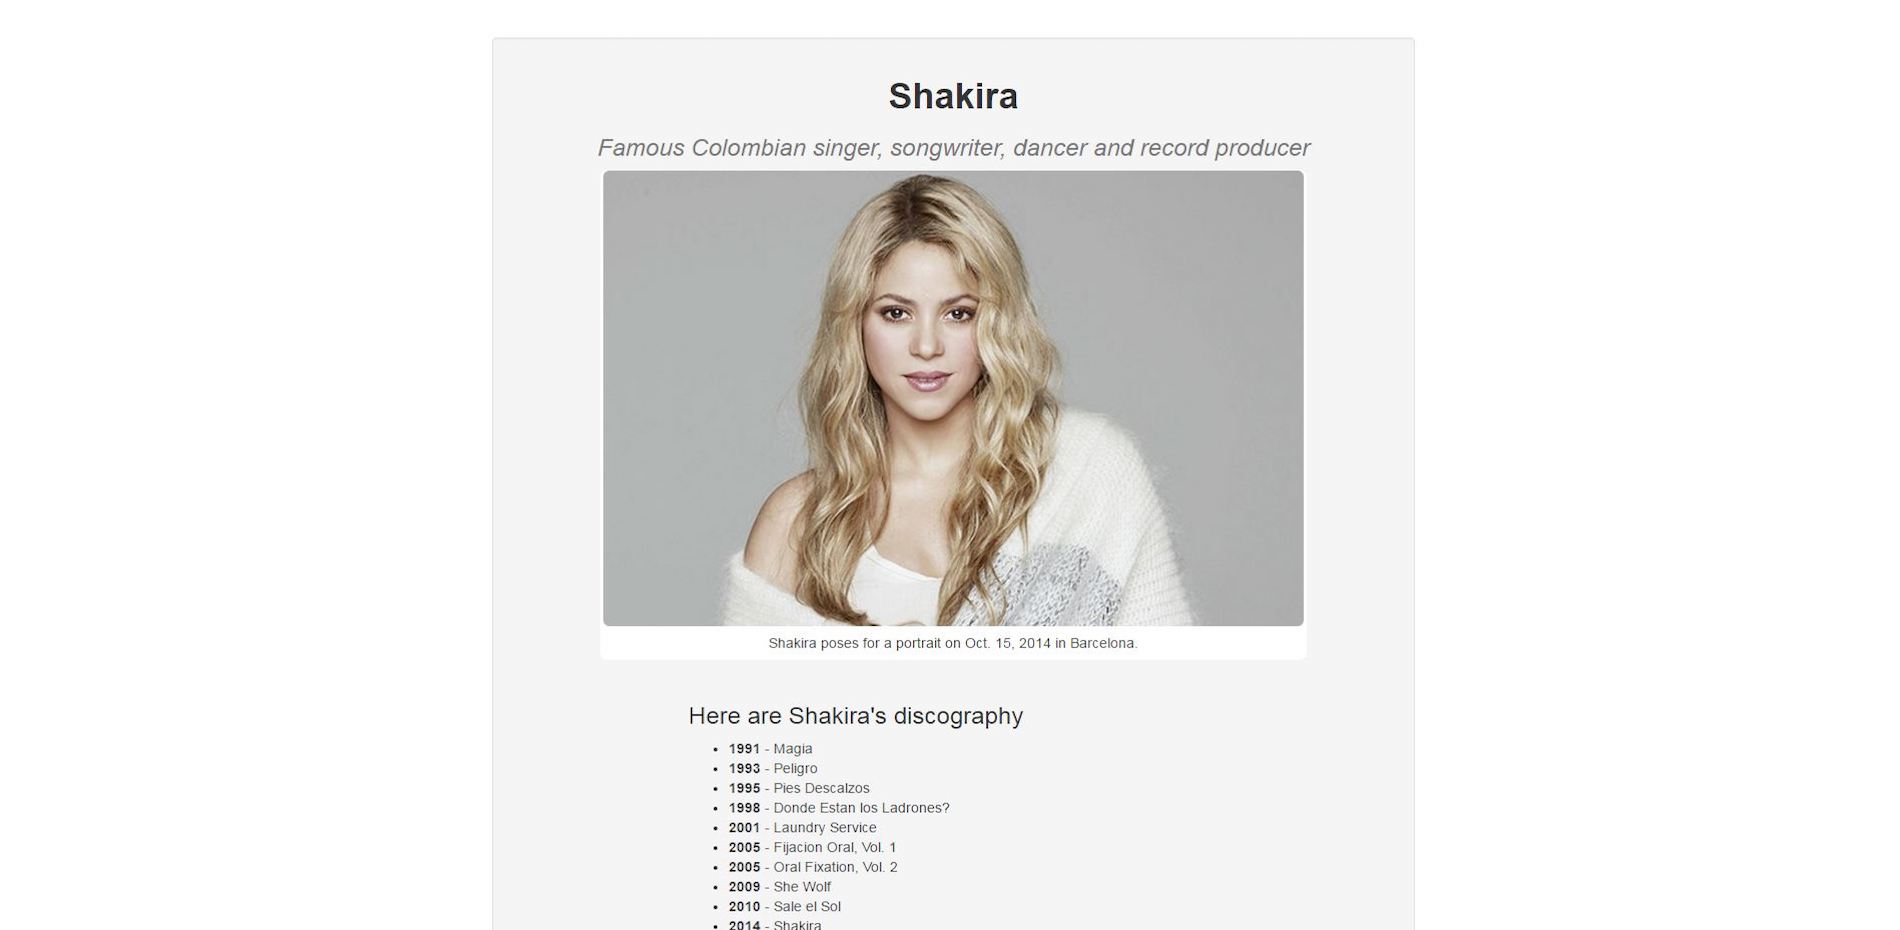 Shakira
Famous Colombian singer, songwriter, dancer and record producer
Shakira poses for a portrait on Oct. 15, 2014 in Barcelona.
Here are Shakira's discography
1991 - Magia
1993 - Peligro
1995 - Pies Descalzos
1998 - Donde Estan los Ladrones?
2001 - Laundry Service
2005 - Fijacion Oral, Vol. 1
2005 - Oral Fixation, Vol. 2
2009 - She Wolf
2010 - Sale el Sol
2014 - Shakira